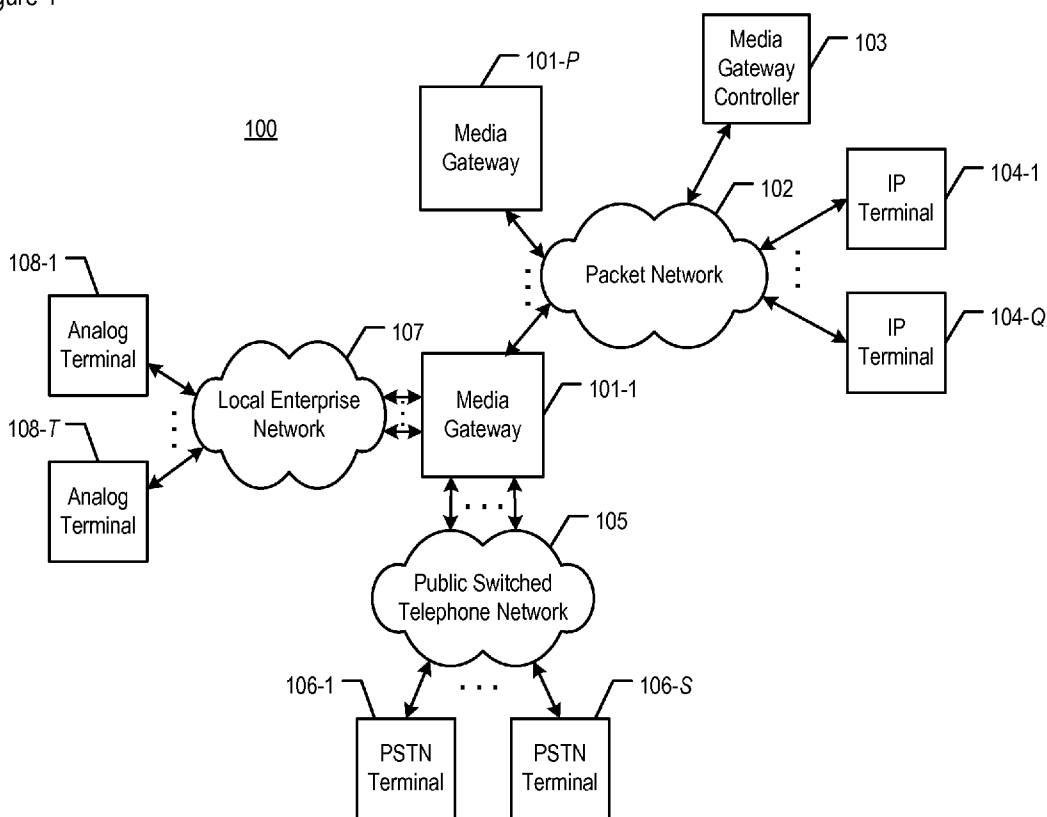 103
Media
Gateway
Controller
101-P
Media
Gateway
100
102
104-1
IP
Terminal
Packet Network
108-1
Analog
Terminal
107
104-Q
IP
Terminal
Local Enterprise
Network
Media
Gateway
101-1
108-T
Analog
Terminal
105
Public Switched
Telephone Network
106-1
106-S
PSTN
Terminal
PSTN
Terminal